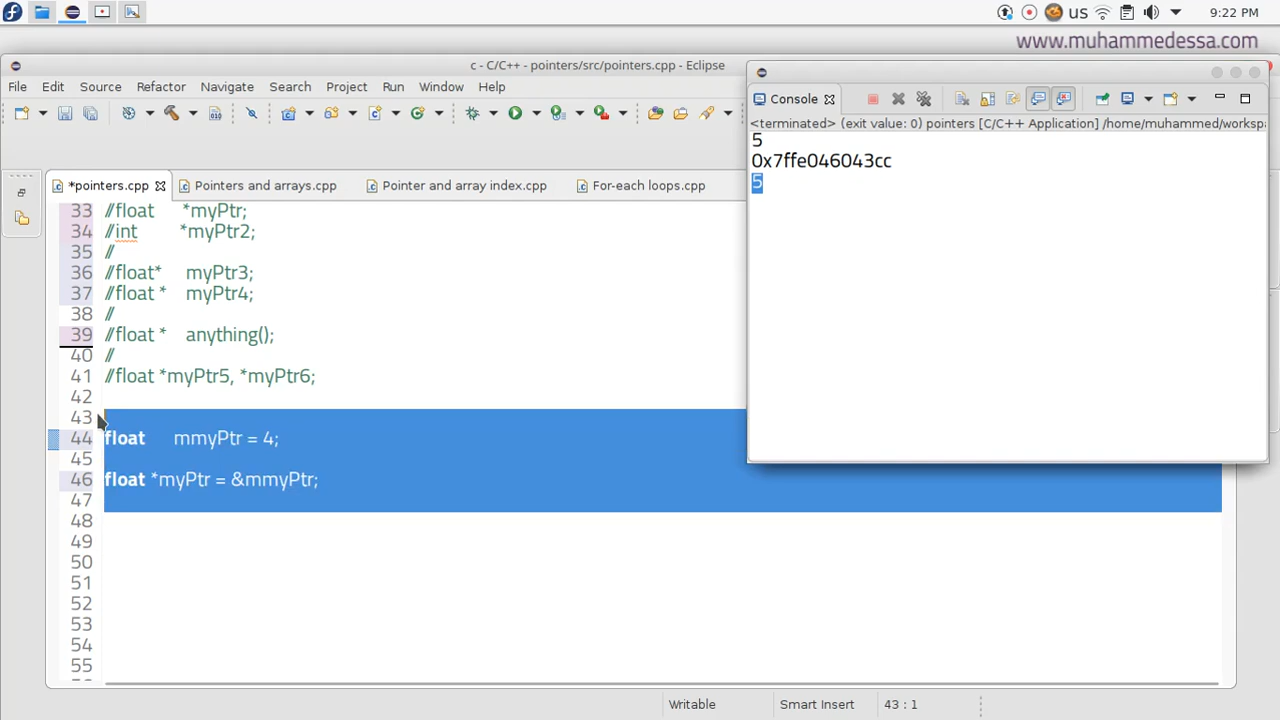 us
9:22 PM
www.muhammedessa.com
c - C/C++ - pointers/src/pointers.cpp - Eclipse
File Edit Source Refactor Navigate Search Project Run Window Help
*pointers.cpp
Pointers and arrays.cpp
Pointer and array index.cpp
For-each loops.cpp
33 //float *myPtr;
34 //int *myPtr2;
35 //
36 //float* myPtr3;
37 //float * myPtr4;
38 //
39 //float * anything();
40 //
41 //float *myPtr5, *myPtr6;
42
43
44 float mmyPtr = 4;
45
46 float *myPtr = &mmyPtr;
47
48
49
50
51
52
53
54
55
Console
<terminated> (exit value: 0) pointers [C/C++ Application] /home/muhammed/workspa
5
0x7ffe046043cc
5
Writable
Smart Insert
43 : 1